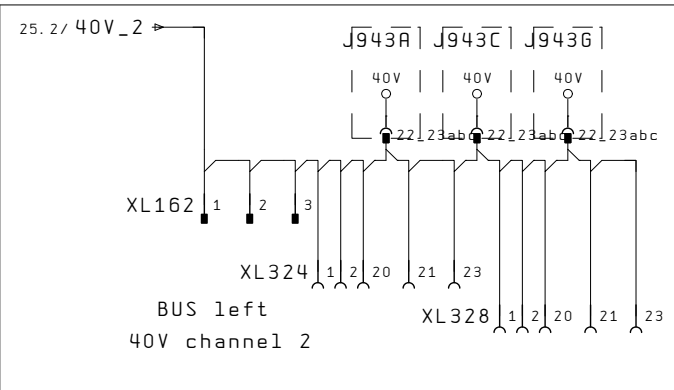 25.2/ 40V_2
J943A J943C J943G
40V 40V 40V
22_23abc 22_23abc 22_23abc
XL162 1 2 3
XL324 1 2 20 21 23
BUS left
XL328 1 2 20 21 23
40V channel 2